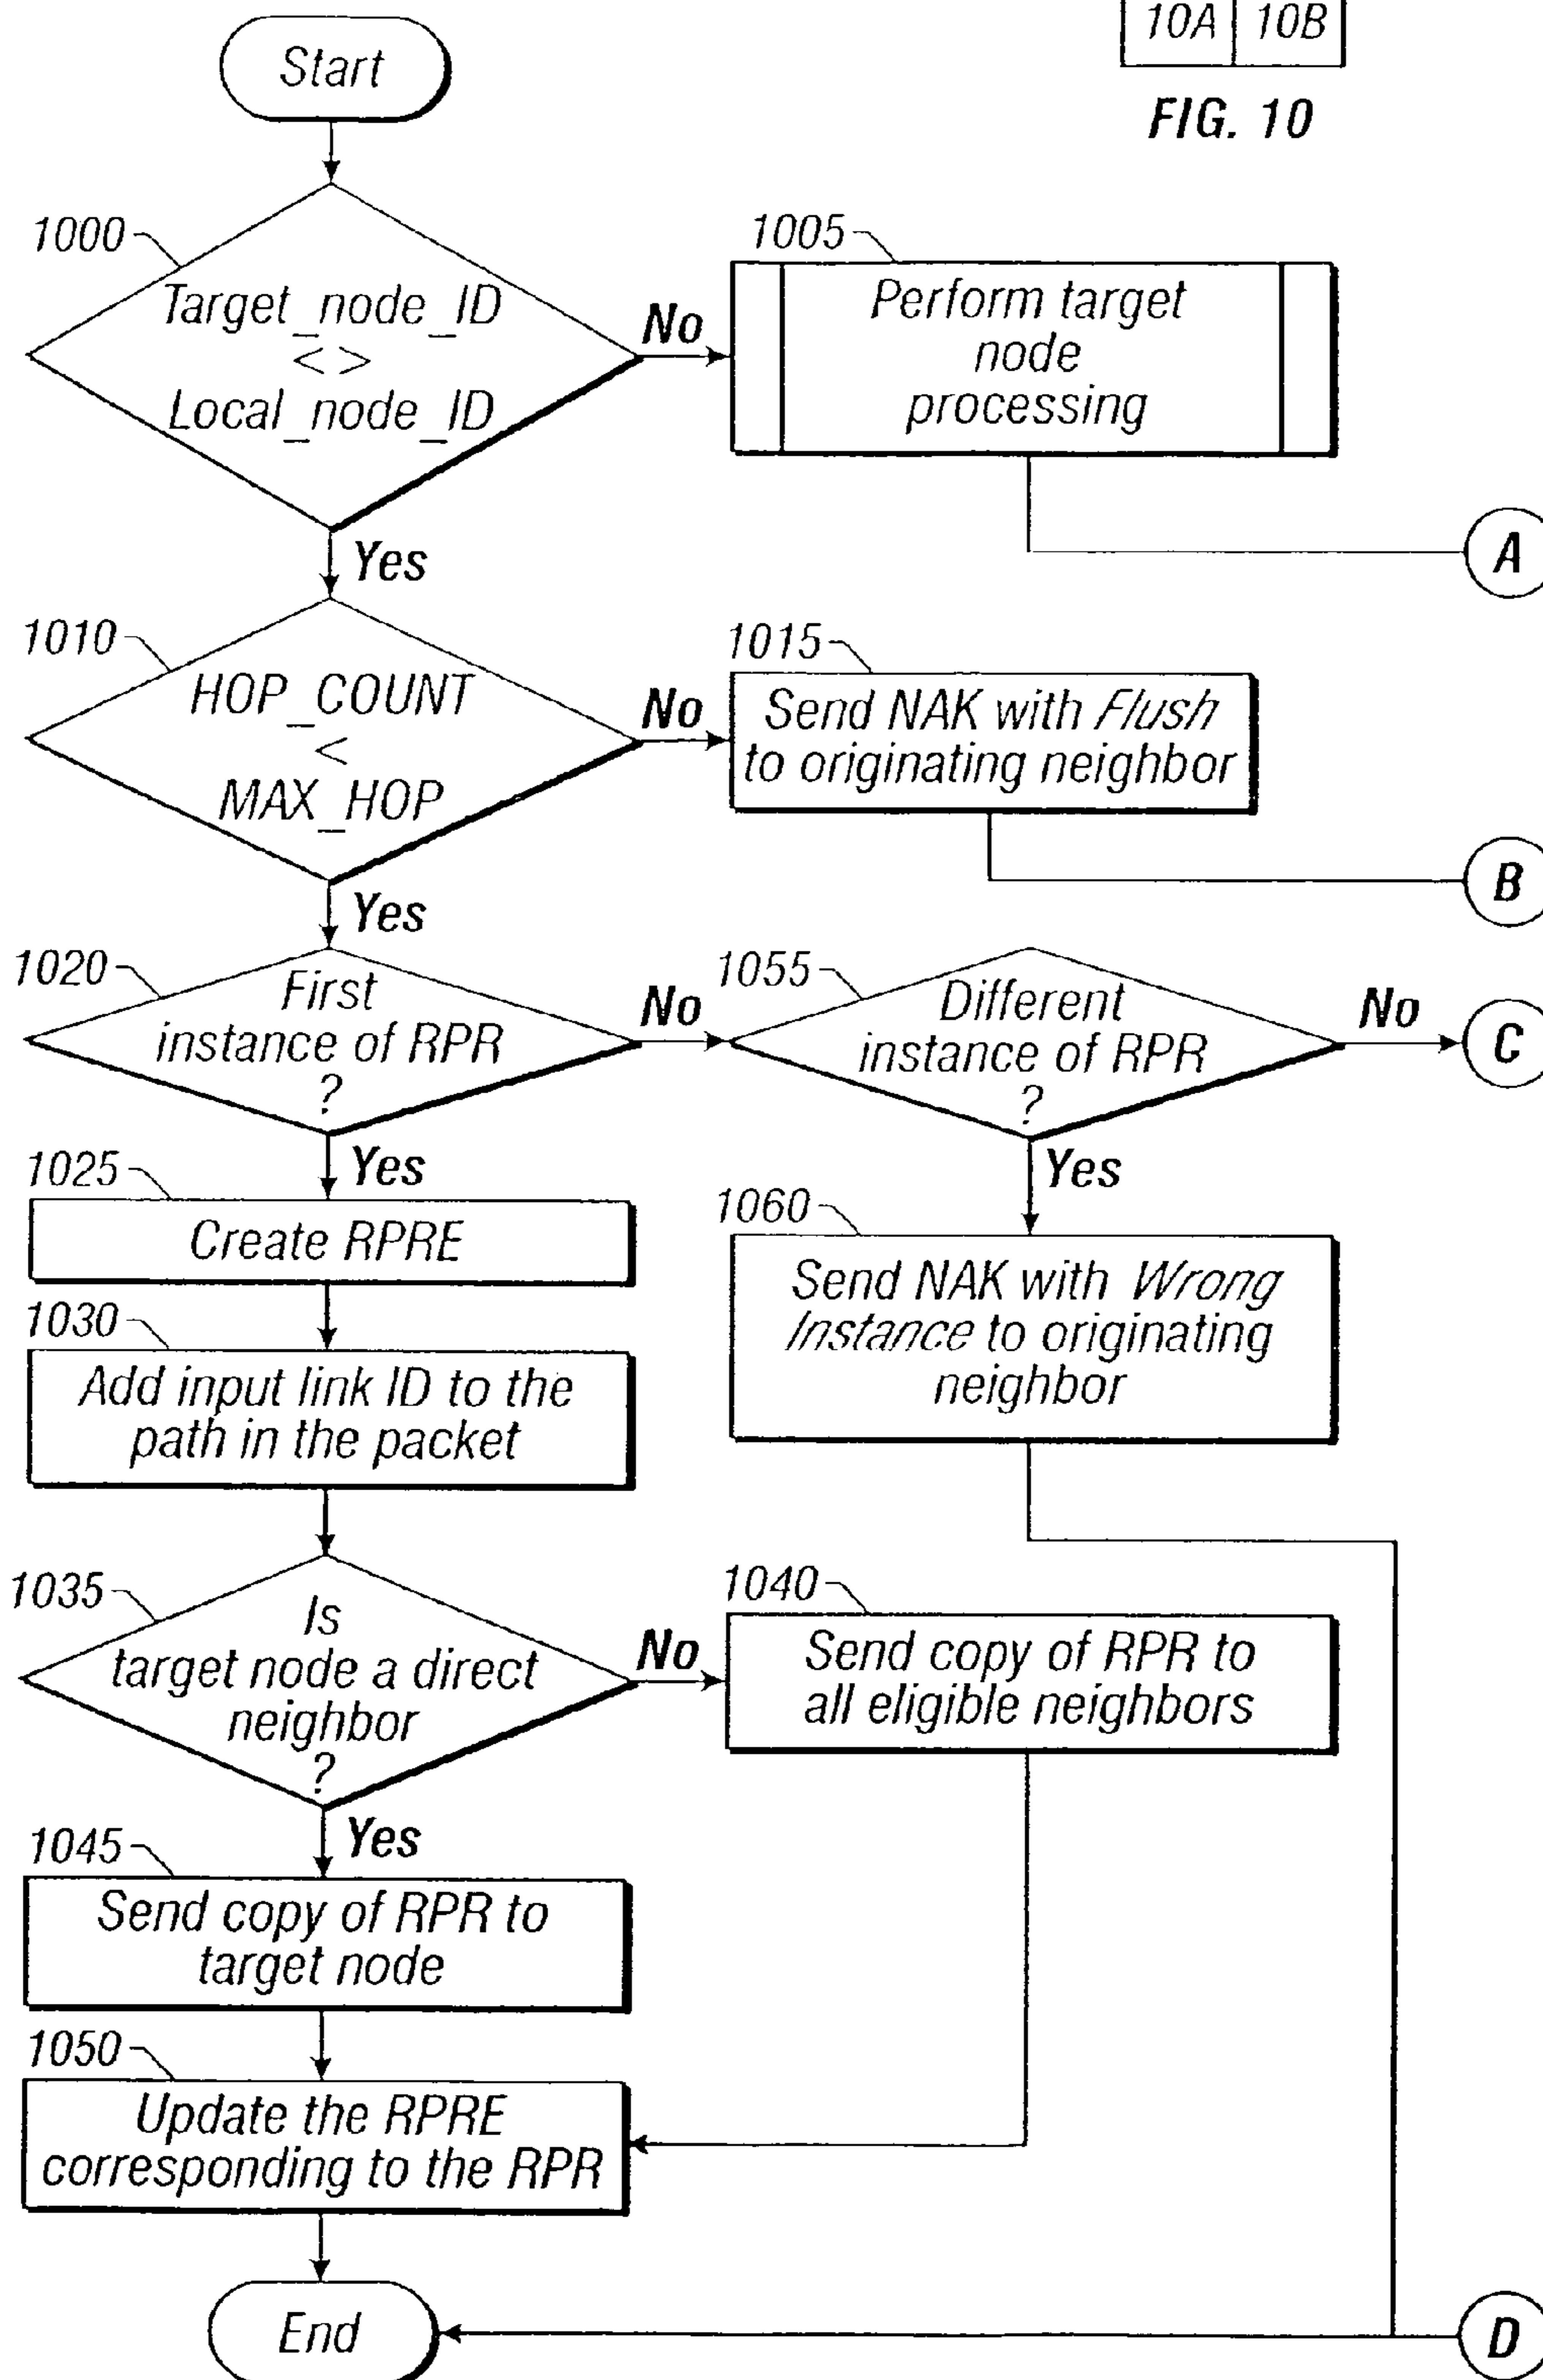 10A 10B
FIG. 10
Start
1000
Target_node_ID
<>
Local_node_ID
No
Yes
1005
Perform target
node
processing
A
1010
HOP_COUNT
<
MAX_HOP
No
Yes
1015
Send NAK with Flush
to originating neighbor
B
1020
First
instance of RPR
?
No
Yes
1055
Different
instance of RPR
?
No
C
Yes
1025
Create RPRE
1060
Send NAK with Wrong
Instance to originating
neighbor
1030
Add input link ID to the
path in the packet
1035
Is
target node a direct
neighbor
?
No
Yes
1040
Send copy of RPR to
all eligible neighbors
1045
Send copy of RPR to
target node
1050
Update the RPRE
corresponding to the RPR
End
D